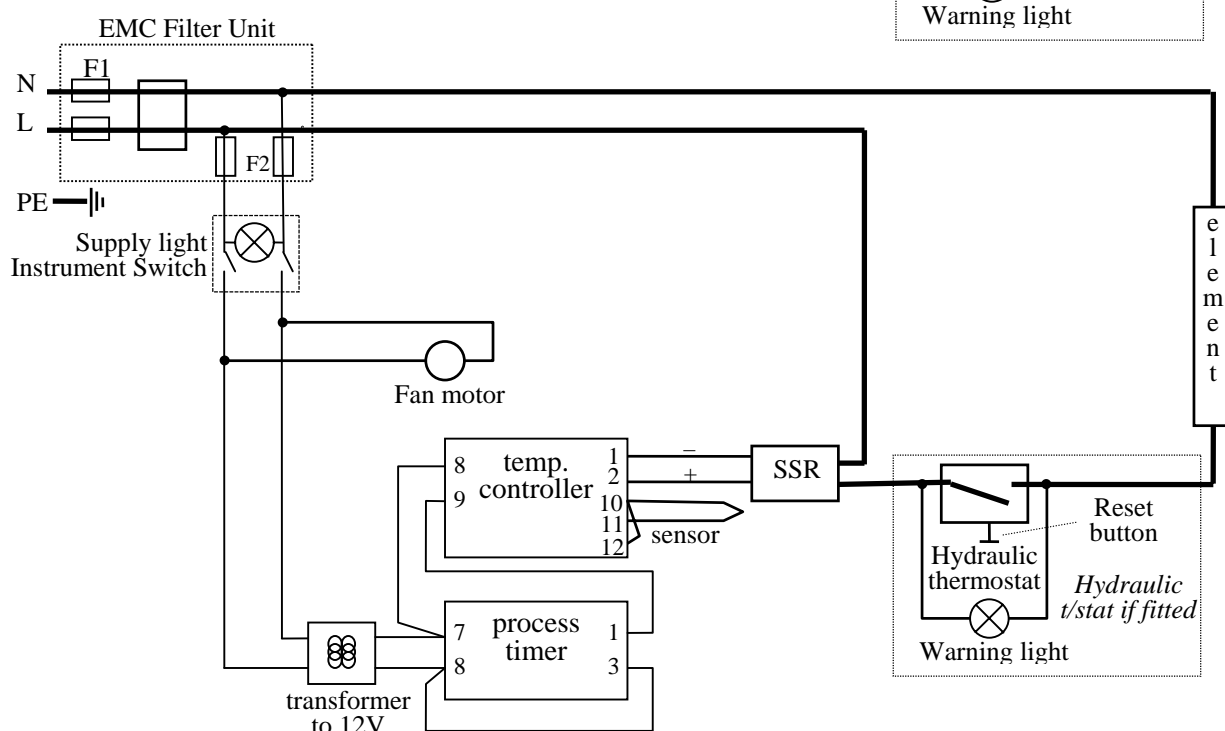 Warning light
EMC Filter Unit
F1
N
L
F2
PE
Supply light
Instrument Switch
Fan motor
e
l
e
m
e
n
t
8
9
temp.
controller
1
2
10
11
12
–
+
SSR
sensor
Reset
button
Hydraulic
thermostat
Hydraulic
t/stat if fitted
Warning light
7
8
process
timer
1
3
transformer
to 12V